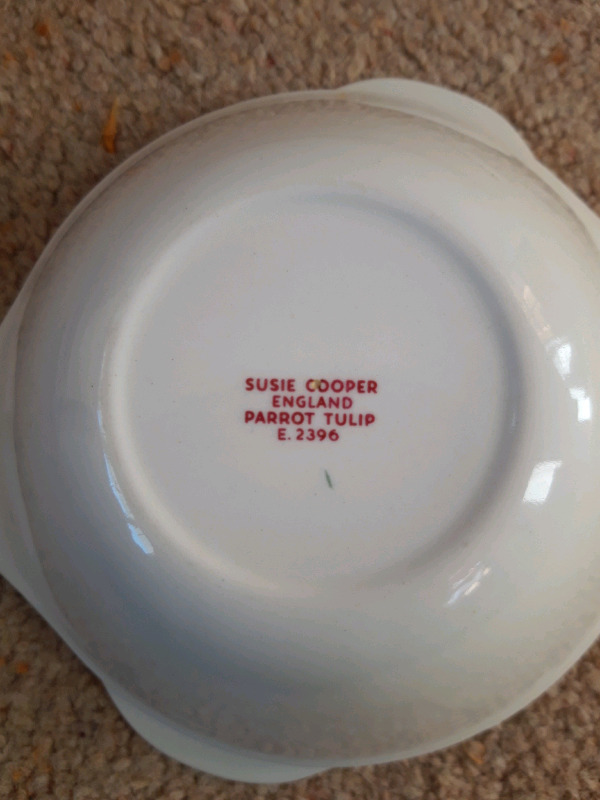 SUSIE COOPER
ENGLAND
PARROT TULIP
E. 2396